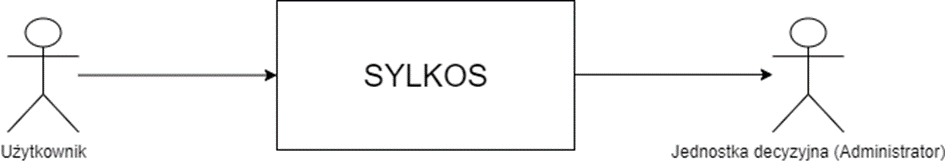 SYLKOS
Użytkownik
Jednostka decyzyjna (Administrator)